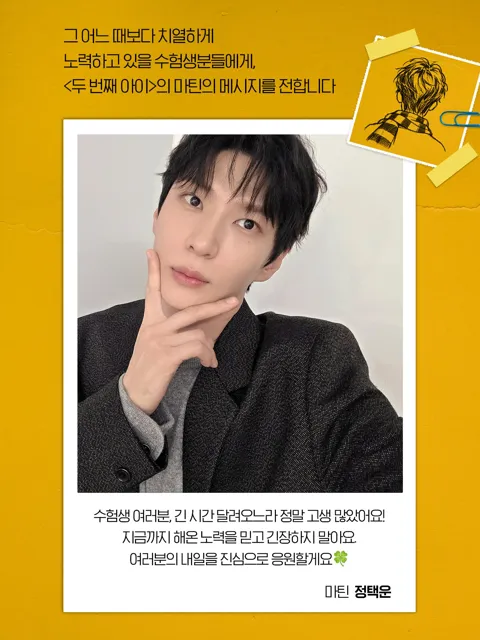 그 어느 때보다 치열하게
노력하고 있을 수험생분들에게,
<두 번째 아이>의 마틴의 메시지를 전합니다
수험생 여러분, 긴 시간 달려오느라 정말 고생 많았어요!
지금까지 해온 노력을 믿고 긴장하지 말아요.
여러분의 내일을 진심으로 응원할게요🍀
마틴 정택운